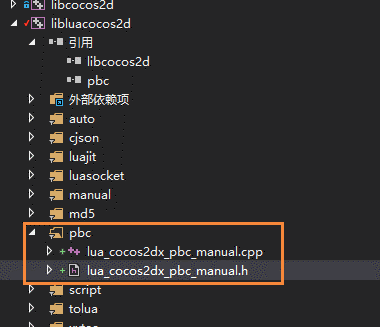 libcocos2d
libluacocos2d
引用
libcocos2d
pbc
外部依赖项
auto
cjson
luajit
luasocket
manual
md5
pbc
lua_cocos2dx_pbc_manual.cpp
lua_cocos2dx_pbc_manual.h
script
tolua